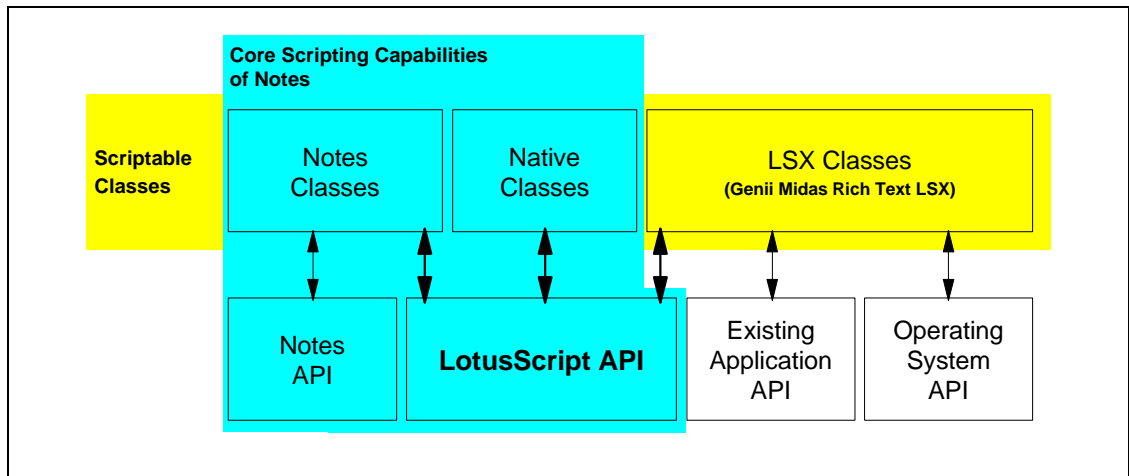 Core Scripting Capabilities
of Notes
Scriptable
Classes
Notes
Classes
Native
Classes
LSX Classes
(Genii Midas Rich Text LSX)
Notes
API
LotusScript API
Existing
Application
API
Operating
System
API